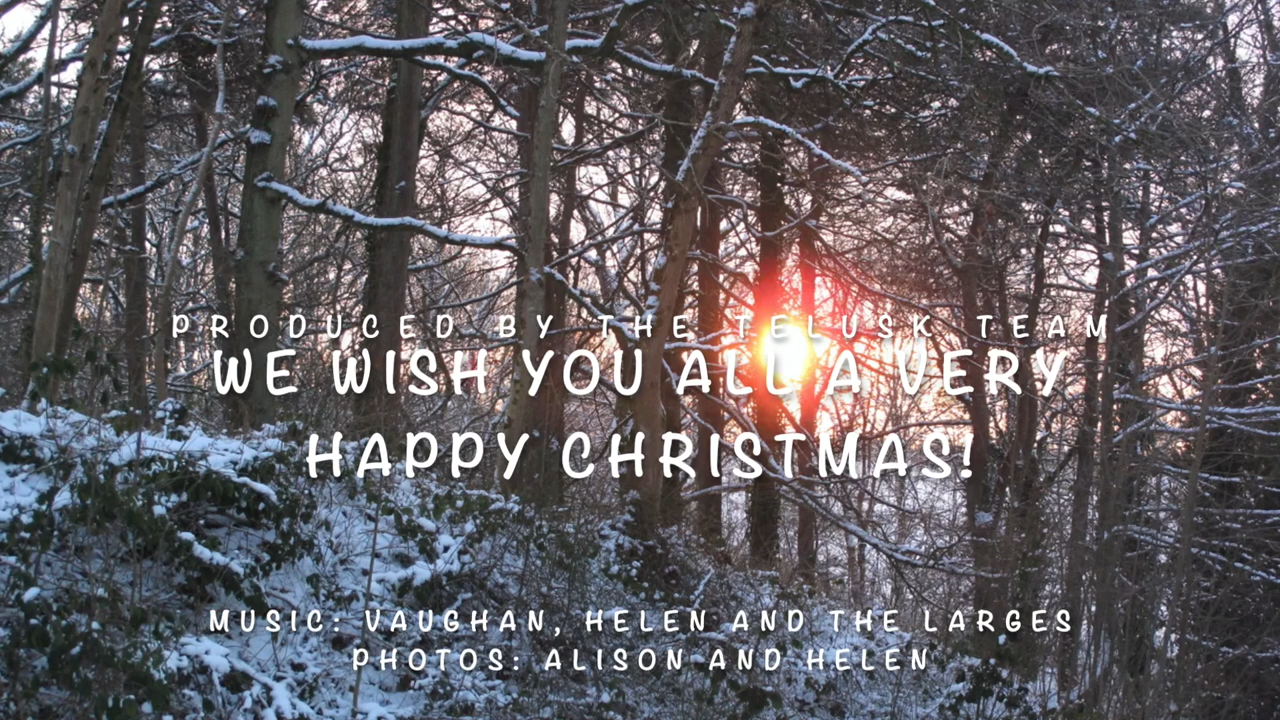 PRODUCED BY THE TELUSK TEAM
WE WISH YOU ALL A VERY
HAPPY CHRISTMAS!
MUSIC: VAUGHAN, HELEN AND THE LARGES
PHOTOS: ALISON AND HELEN